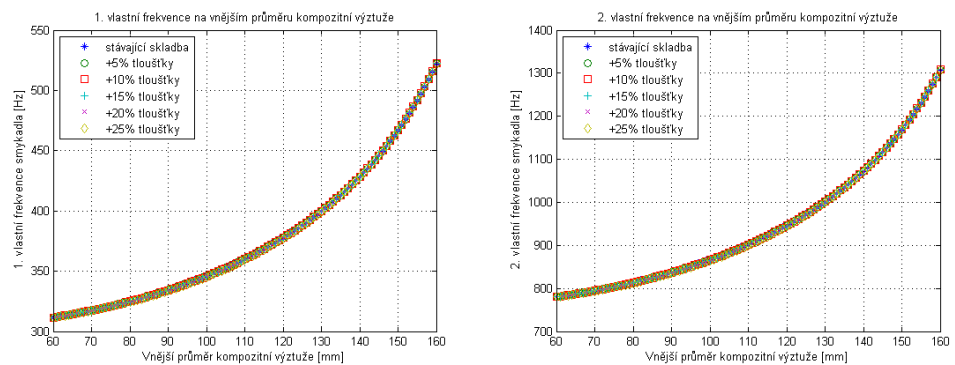 1. vlastní frekvence na vnějším průměru kompozitní výztuže
550
500
450
400
350
300
1. vlastní frekvence smykadla [Hz]
stávající skladba
+5% tloušťky
+10% tloušťky
+15% tloušťky
+20% tloušťky
+25% tloušťky
60 70 80 90 100 110 120 130 140 150 160
Vnější průměr kompozitní výztuže [mm]
2. vlastní frekvence na vnějším průměru kompozitní výztuže
1400
1300
1200
1100
1000
900
800
700
2. vlastní frekvence smykadla [Hz]
stávající skladba
+5% tloušťky
+10% tloušťky
+15% tloušťky
+20% tloušťky
+25% tloušťky
60 70 80 90 100 110 120 130 140 150 160
Vnější průměr kompozitní výztuže [mm]